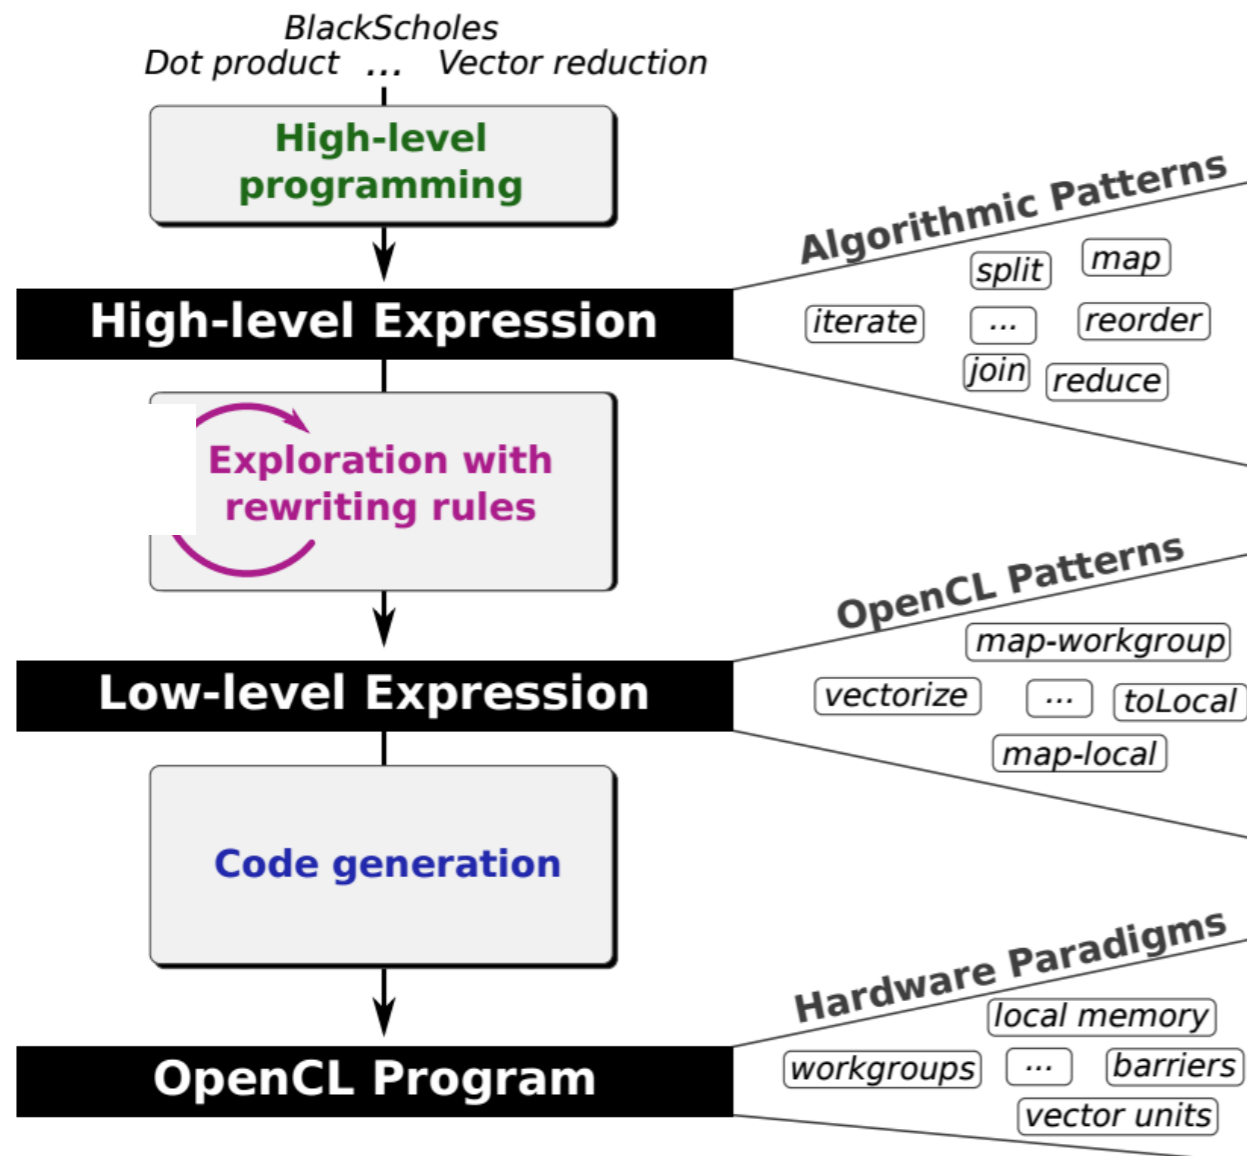 BlackScholes
Dot product ... Vector reduction
High-level
programming
Algorithmic Patterns
split
map
High-level Expression
iterate
...
reorder
join
reduce
Exploration with
rewriting rules
OpenCL Patterns
map-workgroup
Low-level Expression
vectorize
...
toLocal
map-local
Code generation
Hardware Paradigms
local memory
OpenCL Program
workgroups
...
barriers
vector units